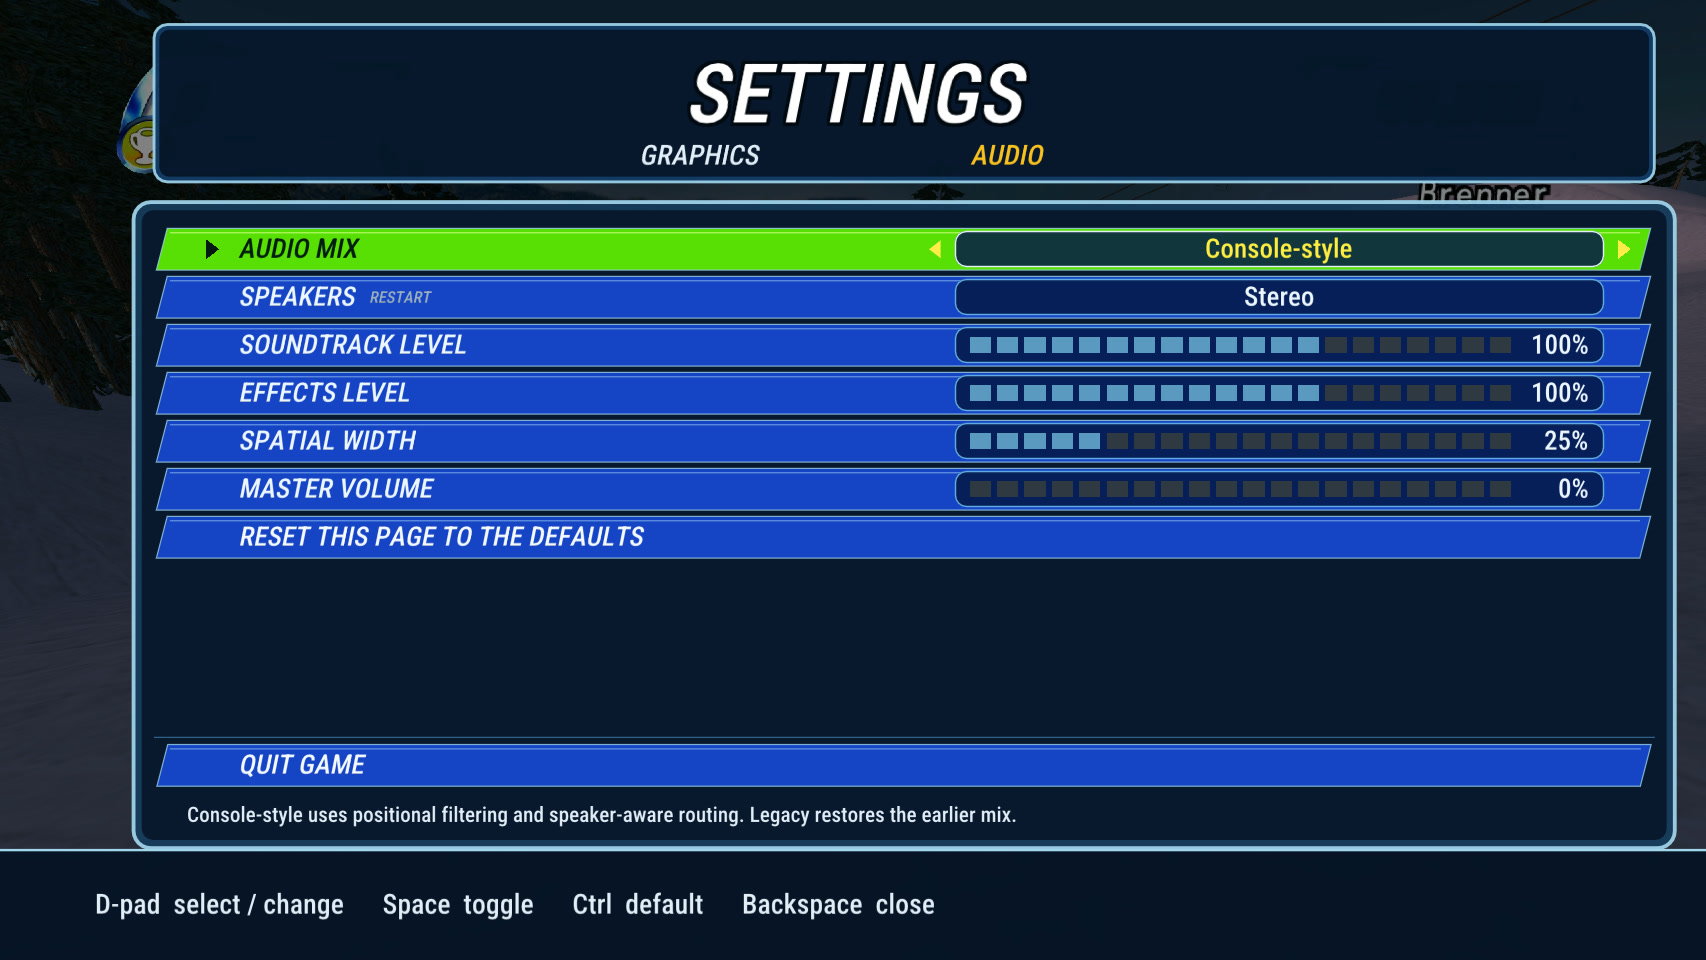 SETTINGS
GRAPHICS AUDIO
Brenner
AUDIO MIX Console-style
SPEAKERS RESTART Stereo
SOUNDTRACK LEVEL 100%
EFFECTS LEVEL 100%
SPATIAL WIDTH 25%
MASTER VOLUME 0%
RESET THIS PAGE TO THE DEFAULTS
QUIT GAME
Console-style uses positional filtering and speaker-aware routing. Legacy restores the earlier mix.
D-pad select / change Space toggle Ctrl default Backspace close